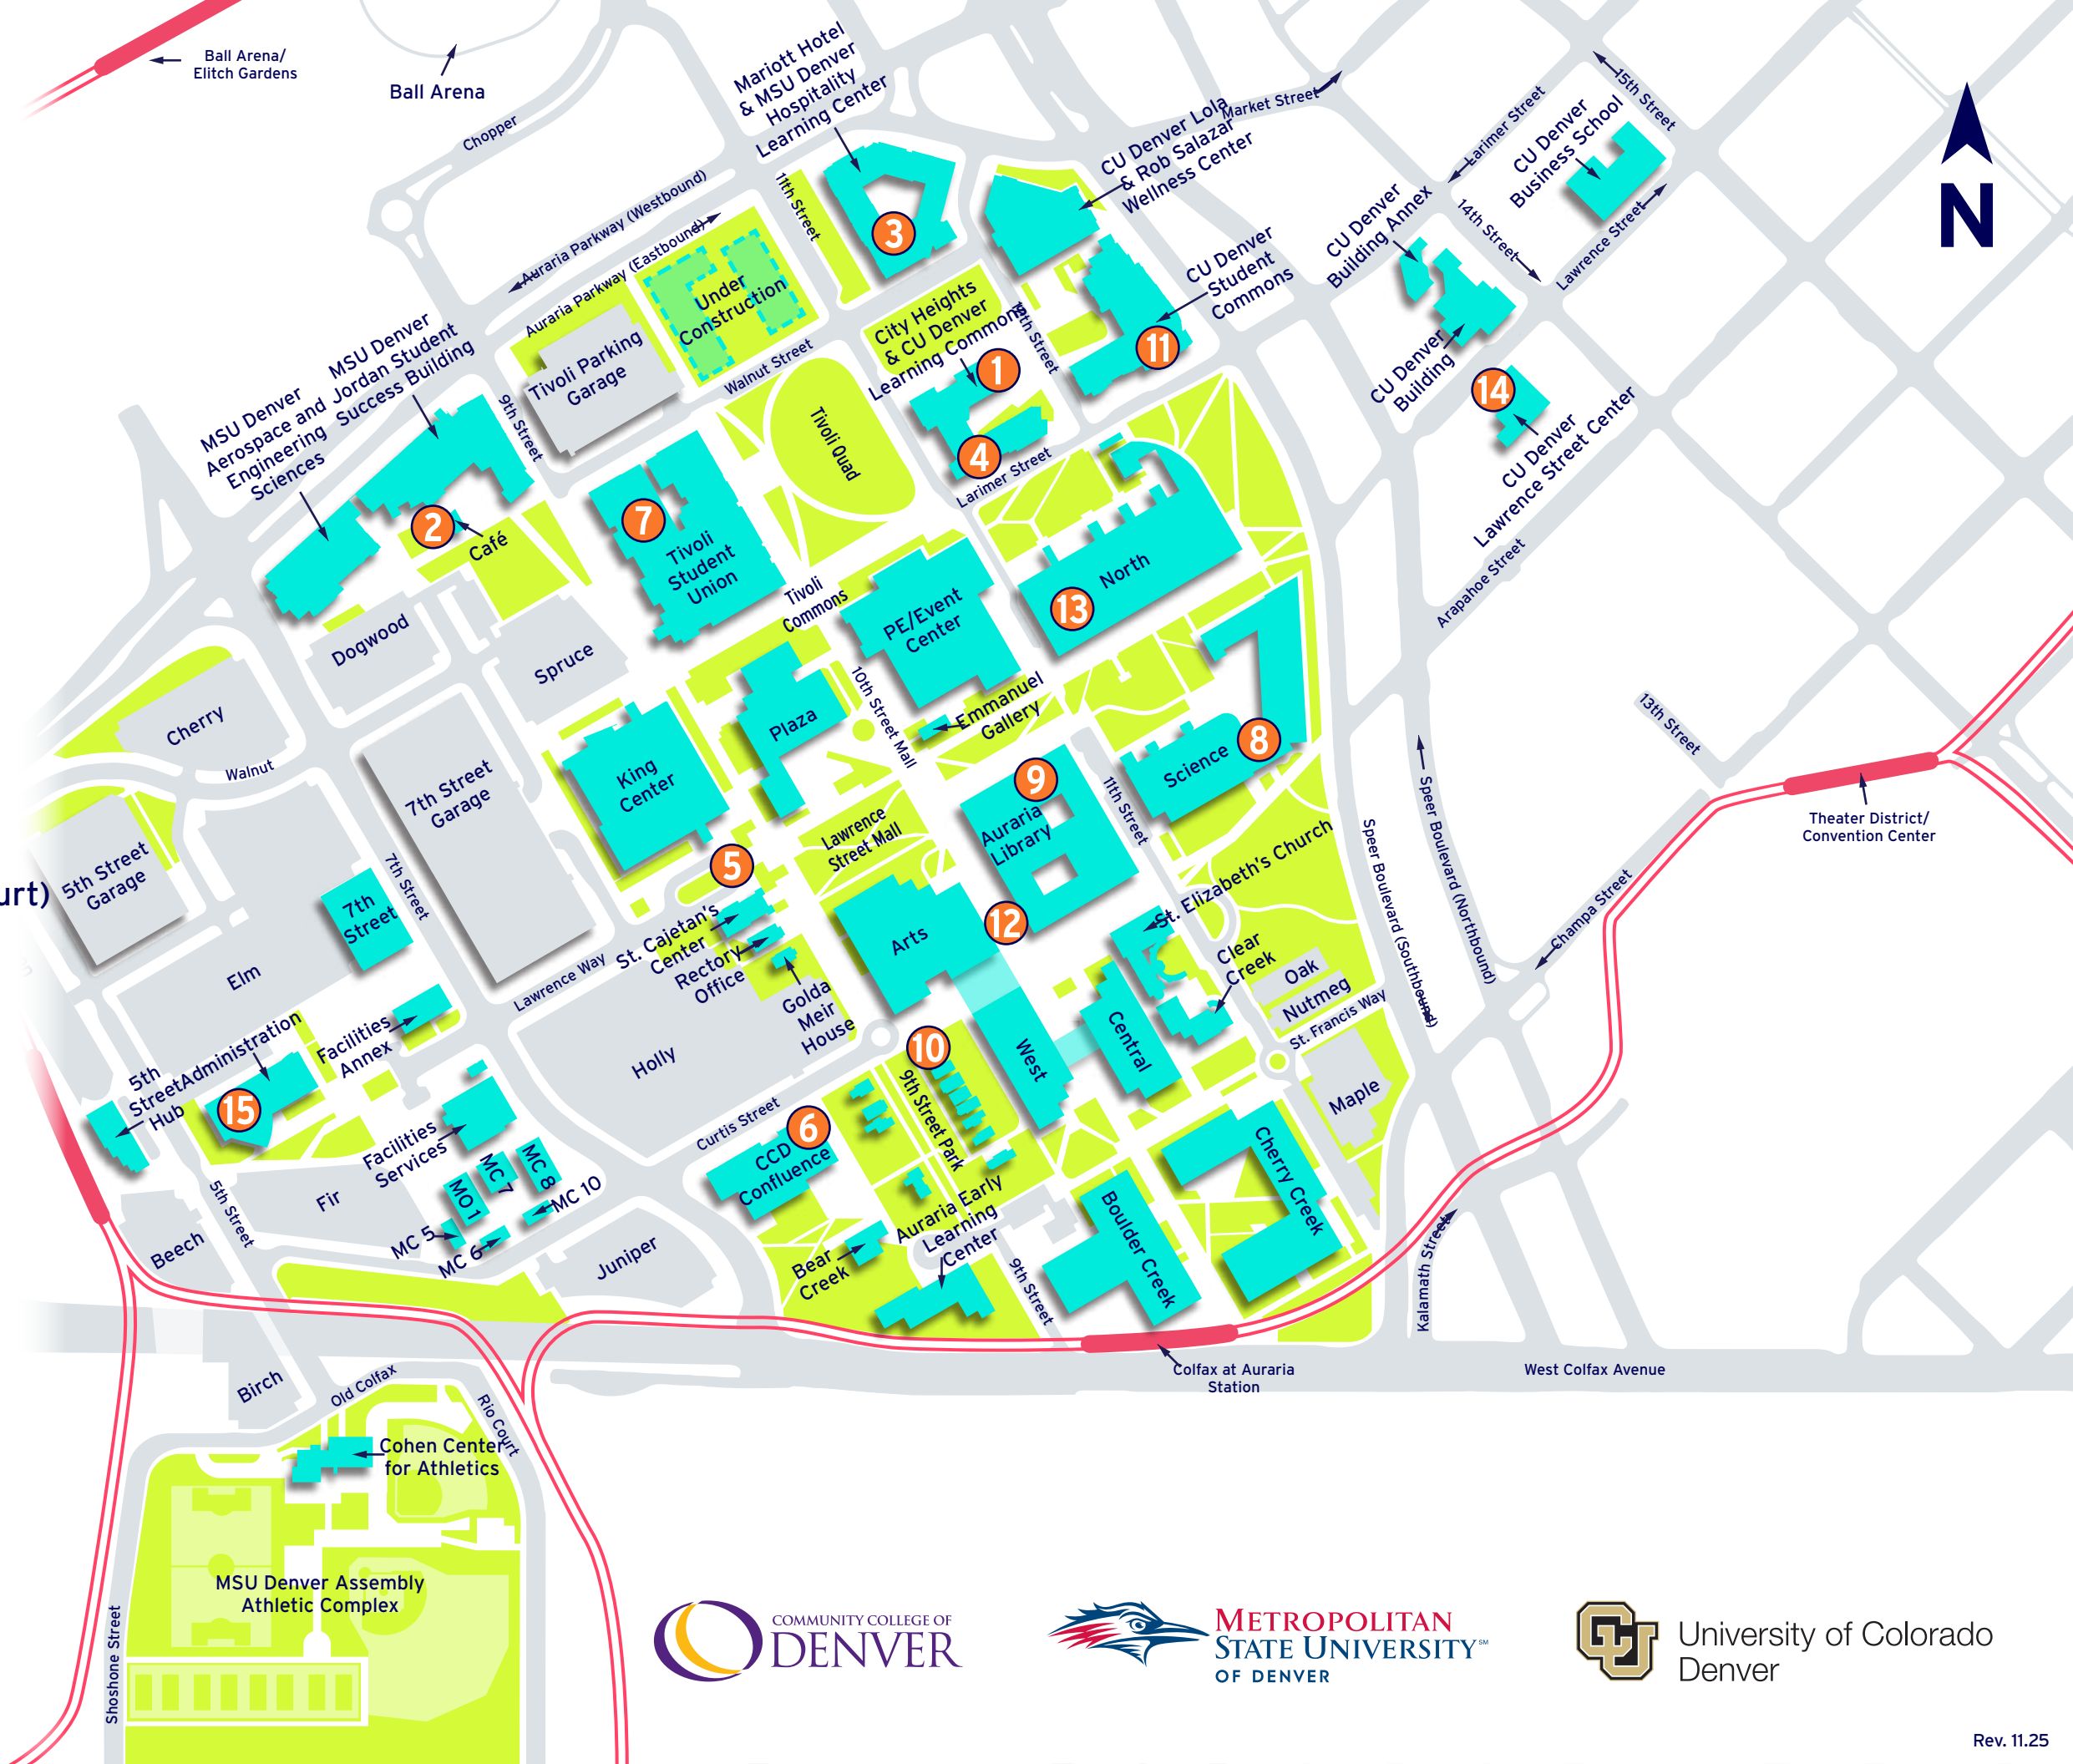 Ball Arena/
Elitch Gardens
Ball Arena
Chopper
Mariott Hotel
& MSU Denver
Hospitality
Learning Center
Market Street
CU Denver Lola
& Rob Salazar
Wellness Center
Larimer Street
15th Street
CU Denver
Business School
N
Auraria Parkway (Westbound)
Auraria Parkway (Eastbound)
11th Street
3
CU Denver
Student
Commons
CU Denver
Building Annex
14th Street
Lawrence Street
Under
Construction
City Heights
& CU Denver
Learning Commons
12th Street
1
11
CU Denver
Building
14
CU Denver
Lawrence Street Center
MSU Denver
Jordan Student
Success Building
MSU Denver
Aerospace and
Engineering
Sciences
Tivoli Parking
Garage
Walnut Street
9th Street
Tivoli Quad
4
Larimer Street
2
Café
7
Tivoli
Student
Union
Tivoli
Commons
PE/Event
Center
North
13
Arapahoe Street
Dogwood
Spruce
Cherry
Walnut
Plaza
10th Street Mall
Emmanuel
Gallery
Science
8
13th Street
King
Center
7th Street
Garage
9
Auraria
Library
11th Street
Lawrence
Street Mall
5
12
St. Elizabeth's Church
Speer Boulevard (Southbound)
Speer Boulevard (Northbound)
Theater District/
Convention Center
Champa Street
5th Street
Garage
urt)
7th
Street
7th Street
Elm
Lawrence Way
St. Cajetan's
Center
Rectory
Office
Golda
Meir
House
Arts
Clear
Creek
Oak
Nutmeg
St. Francis Way
Facilities
Annex
Administration
5th
Street
Hub
15
Holly
10
West
Central
Maple
9th Street Park
Curtis Street
6
CCD
Confluence
Facilities
Services
MC 7
MC 8
MO1
MC 10
MC 5
MC 6
Fir
5th Street
Beech
Juniper
Bear
Creek
Auraria Early
Learning
Center
9th Street
Boulder Creek
Cherry Creek
Kalamath Street
Colfax at Auraria
Station
West Colfax Avenue
Birch
Old Colfax
Rio Court
Cohen Center
for Athletics
MSU Denver Assembly
Athletic Complex
Shoshone Street
COMMUNITY COLLEGE OF
DENVER
METROPOLITAN
STATE UNIVERSITY℠
OF DENVER
CU
University of Colorado
Denver
Rev. 11.25